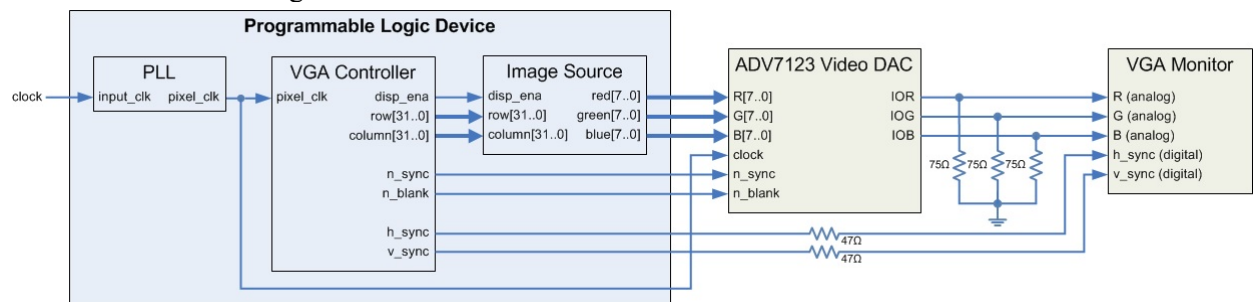 Programmable Logic Device
PLL
clock
input_clk pixel_clk
VGA Controller
pixel_clk disp_ena
row[31..0]
column[31..0]
n_sync
n_blank
h_sync
v_sync
Image Source
disp_ena red[7..0]
row[31..0] green[7..0]
column[31..0] blue[7..0]
ADV7123 Video DAC
R[7..0] IOR
G[7..0] IOG
B[7..0] IOB
clock
n_sync
n_blank
75Ω 75Ω 75Ω
47Ω
47Ω
VGA Monitor
R (analog)
G (analog)
B (analog)
h_sync (digital)
v_sync (digital)